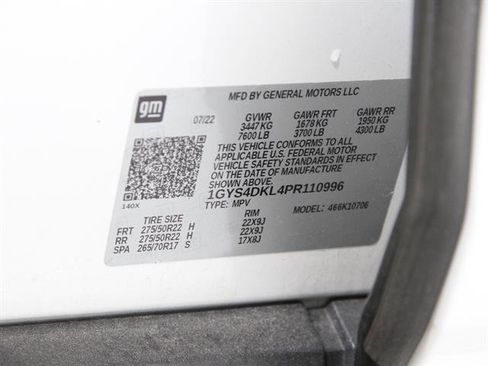 gm
MFD BY GENERAL MOTORS LLC
07/22 GVWR GAWR FRT GAWR RR
3447 KG 1678 KG 1950 KG
7600 LB 3700 LB 4300 LB
THIS VEHICLE CONFORMS TO ALL
APPLICABLE U.S. FEDERAL MOTOR
VEHICLE SAFETY STANDARDS IN EFFECT
ON THE DATE OF MANUFACTURE
SHOWN ABOVE.
1GYS4DKL4PR110996
140X TYPE: MPV MODEL: 466K10706
TIRE SIZE RIM
FRT 275/50R22 H 22X9J
RR 275/50R22 H 22X9J
SPA 265/70R17 S 17X8J